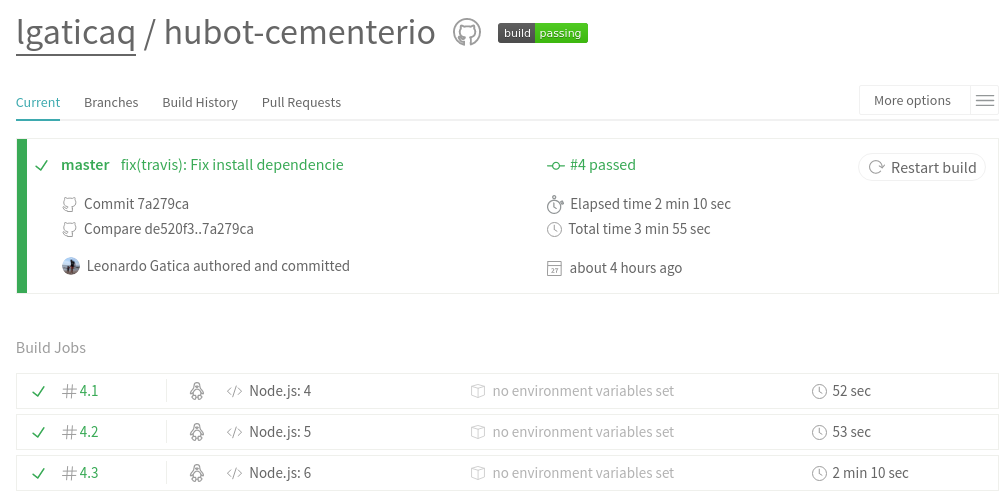 lgaticaq / hubot-cementerio build passing
Current Branches Build History Pull Requests More options
master fix(travis): Fix install dependencie #4 passed Restart build
Commit 7a279ca Elapsed time 2 min 10 sec
Compare de520f3..7a279ca Total time 3 min 55 sec
Leonardo Gatica authored and committed about 4 hours ago
Build Jobs
# 4.1 </> Node.js: 4 no environment variables set 52 sec
# 4.2 </> Node.js: 5 no environment variables set 53 sec
# 4.3 </> Node.js: 6 no environment variables set 2 min 10 sec